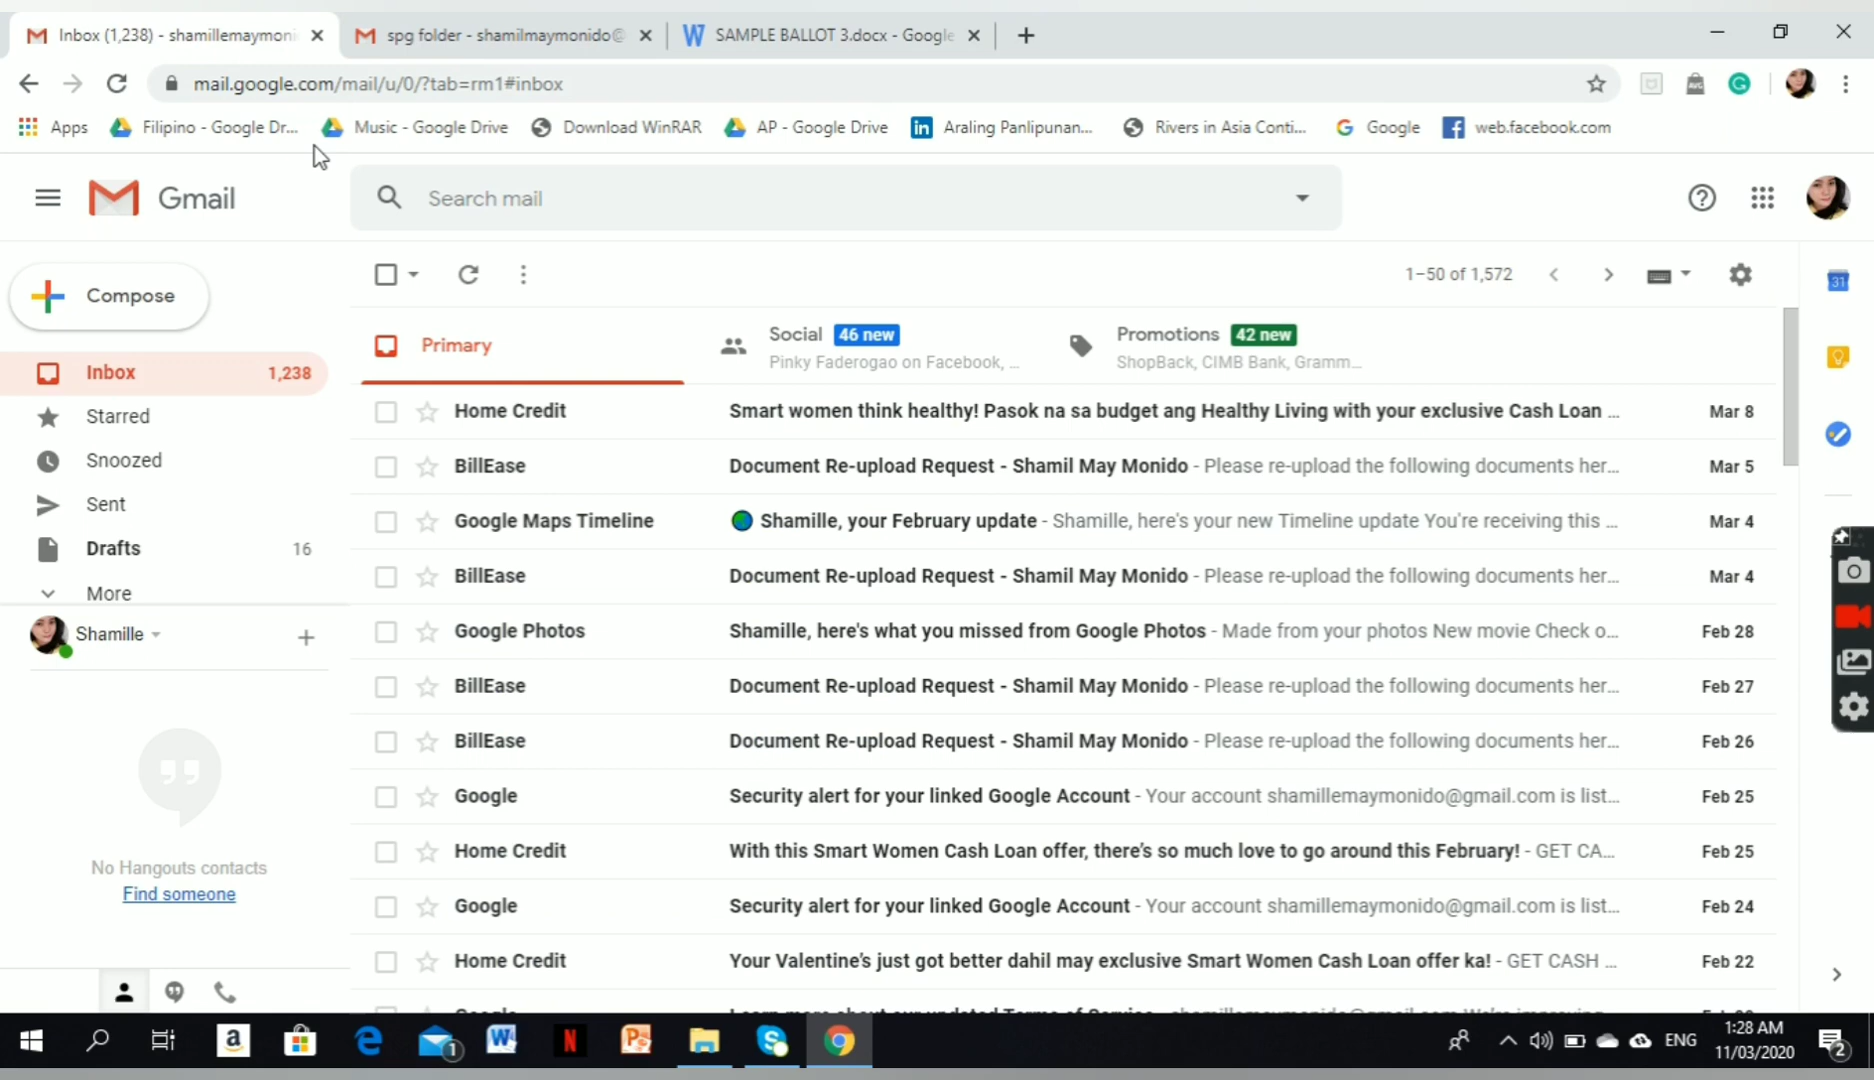 Inbox (1,238) - shamillemaymoni
spg folder - shamilmaymonido@
SAMPLE BALLOT 3.docx - Google
mail.google.com/mail/u/0/?tab=rm1#inbox
Apps
Filipino - Google Dr...
Music - Google Drive
Download WinRAR
AP - Google Drive
Araling Panlipunan...
Rivers in Asia Conti...
Google
web.facebook.com
Gmail
Search mail
Compose
1–50 of 1,572
Primary
Social 46 new
Pinky Faderogao on Facebook, ...
Promotions 42 new
ShopBack, CIMB Bank, Gramm...
Inbox 1,238
Starred
Snoozed
Sent
Drafts 16
More
Shamille
No Hangouts contacts
Find someone
Home Credit Smart women think healthy! Pasok na sa budget ang Healthy Living with your exclusive Cash Loan ... Mar 8
BillEase Document Re-upload Request - Shamil May Monido - Please re-upload the following documents her... Mar 5
Google Maps Timeline Shamille, your February update - Shamille, here's your new Timeline update You're receiving this ... Mar 4
BillEase Document Re-upload Request - Shamil May Monido - Please re-upload the following documents her... Mar 4
Google Photos Shamille, here's what you missed from Google Photos - Made from your photos New movie Check o... Feb 28
BillEase Document Re-upload Request - Shamil May Monido - Please re-upload the following documents her... Feb 27
BillEase Document Re-upload Request - Shamil May Monido - Please re-upload the following documents her... Feb 26
Google Security alert for your linked Google Account - Your account shamillemaymonido@gmail.com is list... Feb 25
Home Credit With this Smart Women Cash Loan offer, there's so much love to go around this February! - GET CA... Feb 25
Google Security alert for your linked Google Account - Your account shamillemaymonido@gmail.com is list... Feb 24
Home Credit Your Valentine's just got better dahil may exclusive Smart Women Cash Loan offer ka! - GET CASH ... Feb 22
ENG
1:28 AM
11/03/2020